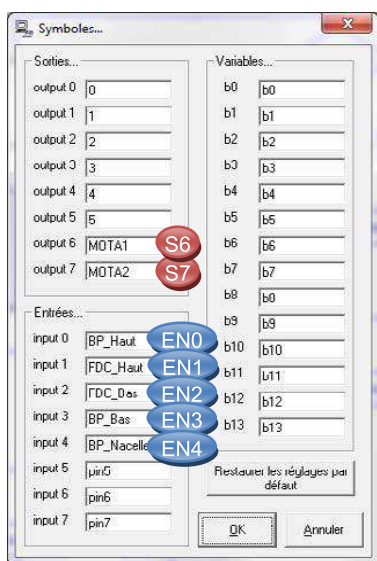 Symboles...
Sorties...
output 0 0
output 1 1
output 2 2
output 3 3
output 4 4
output 5 5
output 6 MOTA1 S6
output 7 MOTA2 S7
Entrées...
input 0 BP_Haut EN0
input 1 FDC_Haut EN1
input 2 FDC_Bas EN2
input 3 BP_Bas EN3
input 4 BP_Nacelle EN4
input 5 pin5
input 6 pin6
input 7 pin7
Variables...
b0 b0
b1 b1
b2 b2
b3 b3
b4 b4
b5 b5
b6 b6
b7 b7
b8 b8
b9 b9
b10 b10
b11 b11
b12 b12
b13 b13
Restaurer les réglages par
défaut
OK Annuler